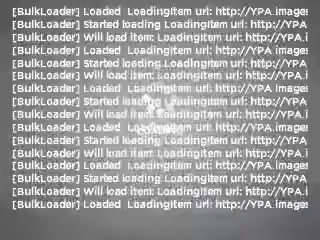 [BulkLoader] Loaded LoadingItem url: http://YPA.images
[BulkLoader] Started loading LoadingItem url: http://YPA
[BulkLoader] Will load item: LoadingItem url: http://YPA.i
[BulkLoader] Loaded LoadingItem url: http://YPA.images
[BulkLoader] Started loading LoadingItem url: http://YPA
[BulkLoader] Will load item: LoadingItem url: http://YPA.i
[BulkLoader] Loaded LoadingItem url: http://YPA.images
[BulkLoader] Started loading LoadingItem url: http://YPA
[BulkLoader] Will load item: LoadingItem url: http://YPA.i
[BulkLoader] Loaded LoadingItem url: http://YPA.images
[BulkLoader] Started loading LoadingItem url: http://YPA
[BulkLoader] Will load item: LoadingItem url: http://YPA.i
[BulkLoader] Loaded LoadingItem url: http://YPA.images
[BulkLoader] Started loading LoadingItem url: http://YPA
[BulkLoader] Will load item: LoadingItem url: http://YPA.i
[BulkLoader] Loaded LoadingItem url: http://YPA.images